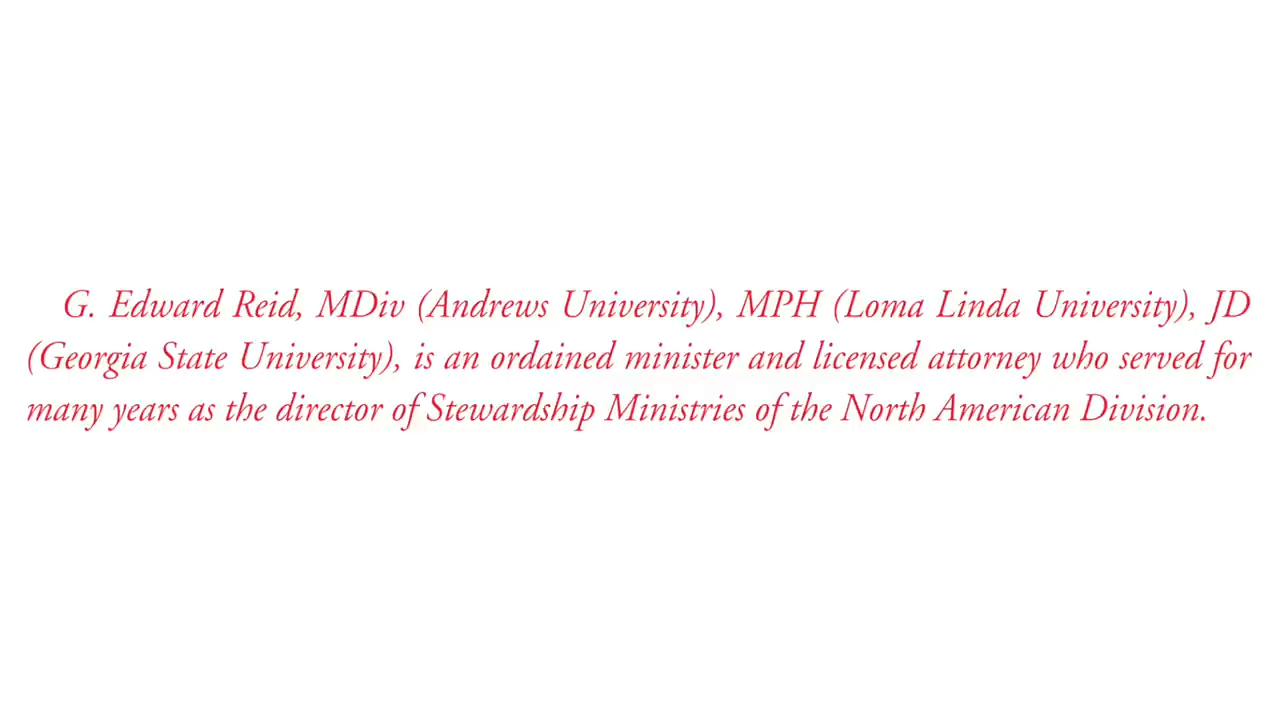 G. Edward Reid, MDiv (Andrews University), MPH (Loma Linda University), JD
(Georgia State University), is an ordained minister and licensed attorney who served for
many years as the director of Stewardship Ministries of the North American Division.